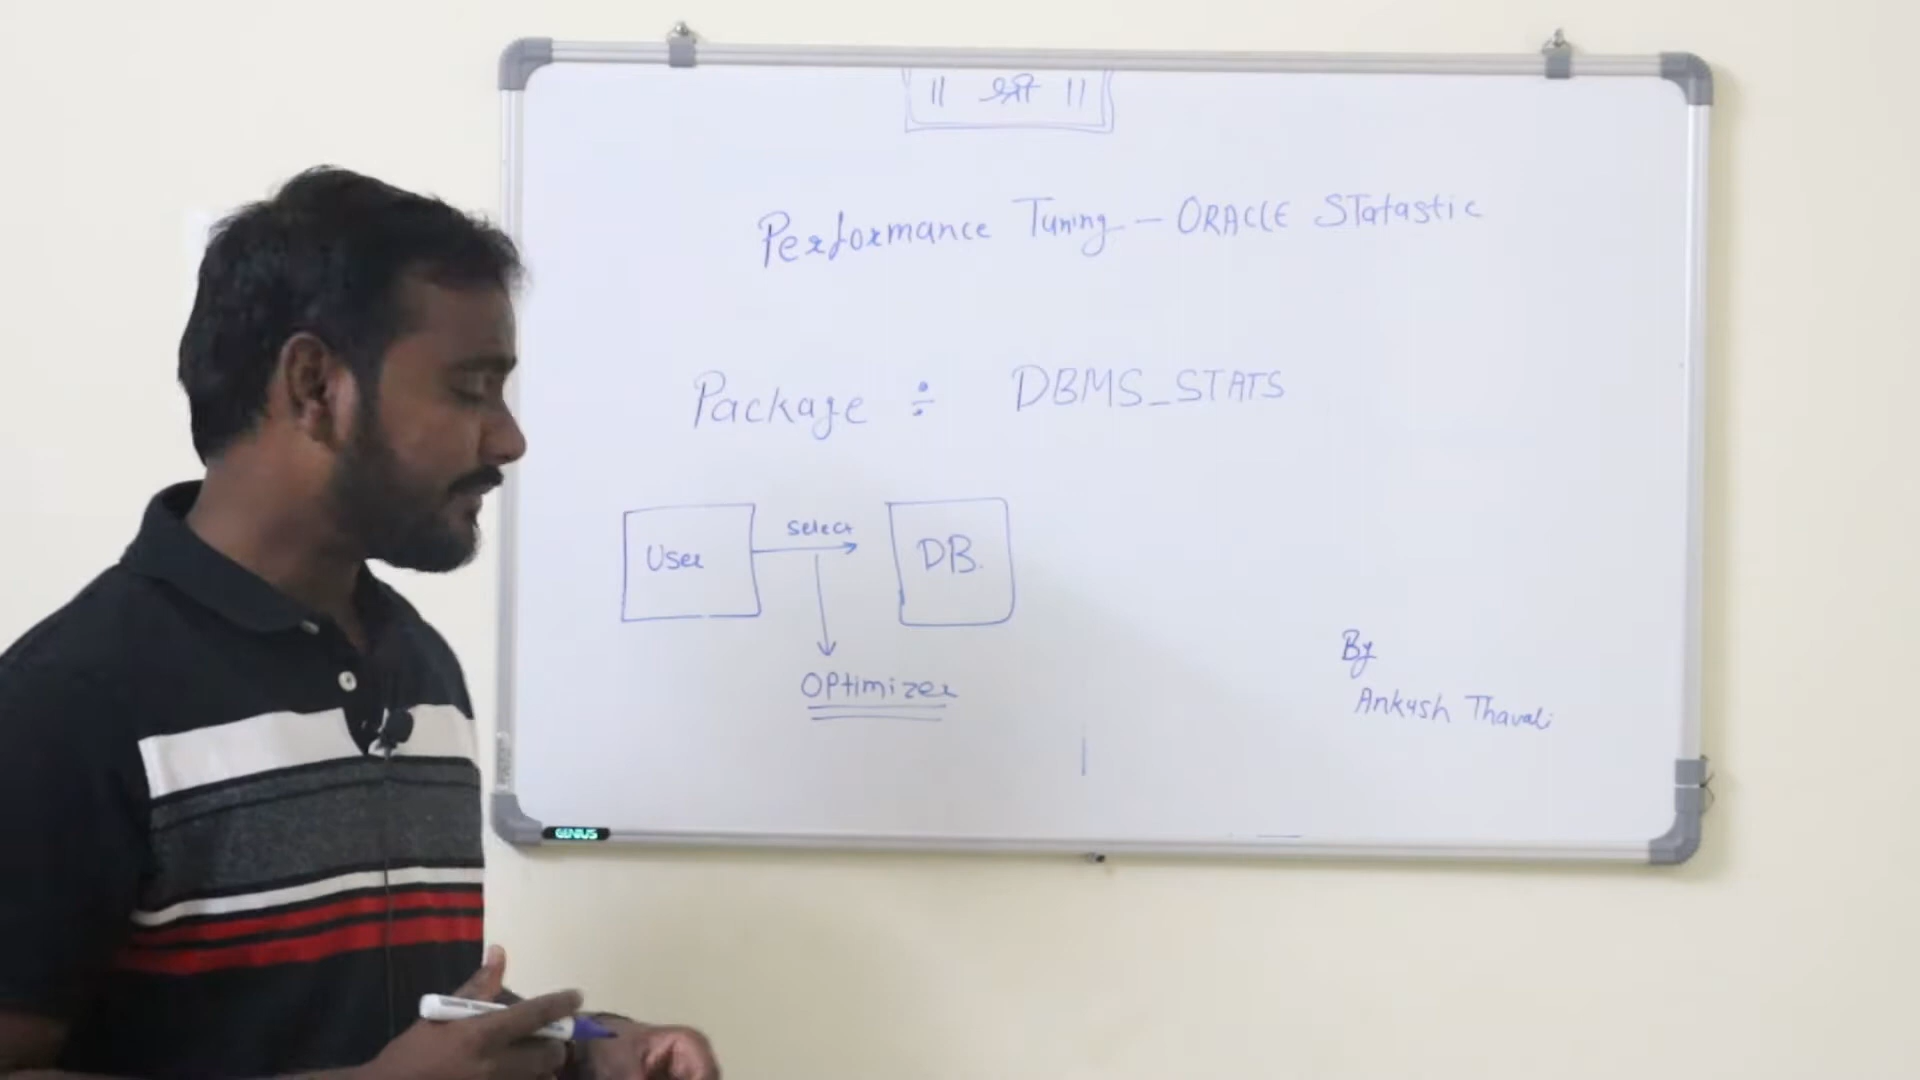 ॥ श्री ॥
Performance Tuning - ORACLE STatastic
Package ÷ DBMS_STATS
User
Select
DB.
OPtimizer
By
Ankush Thavali
GENIUS